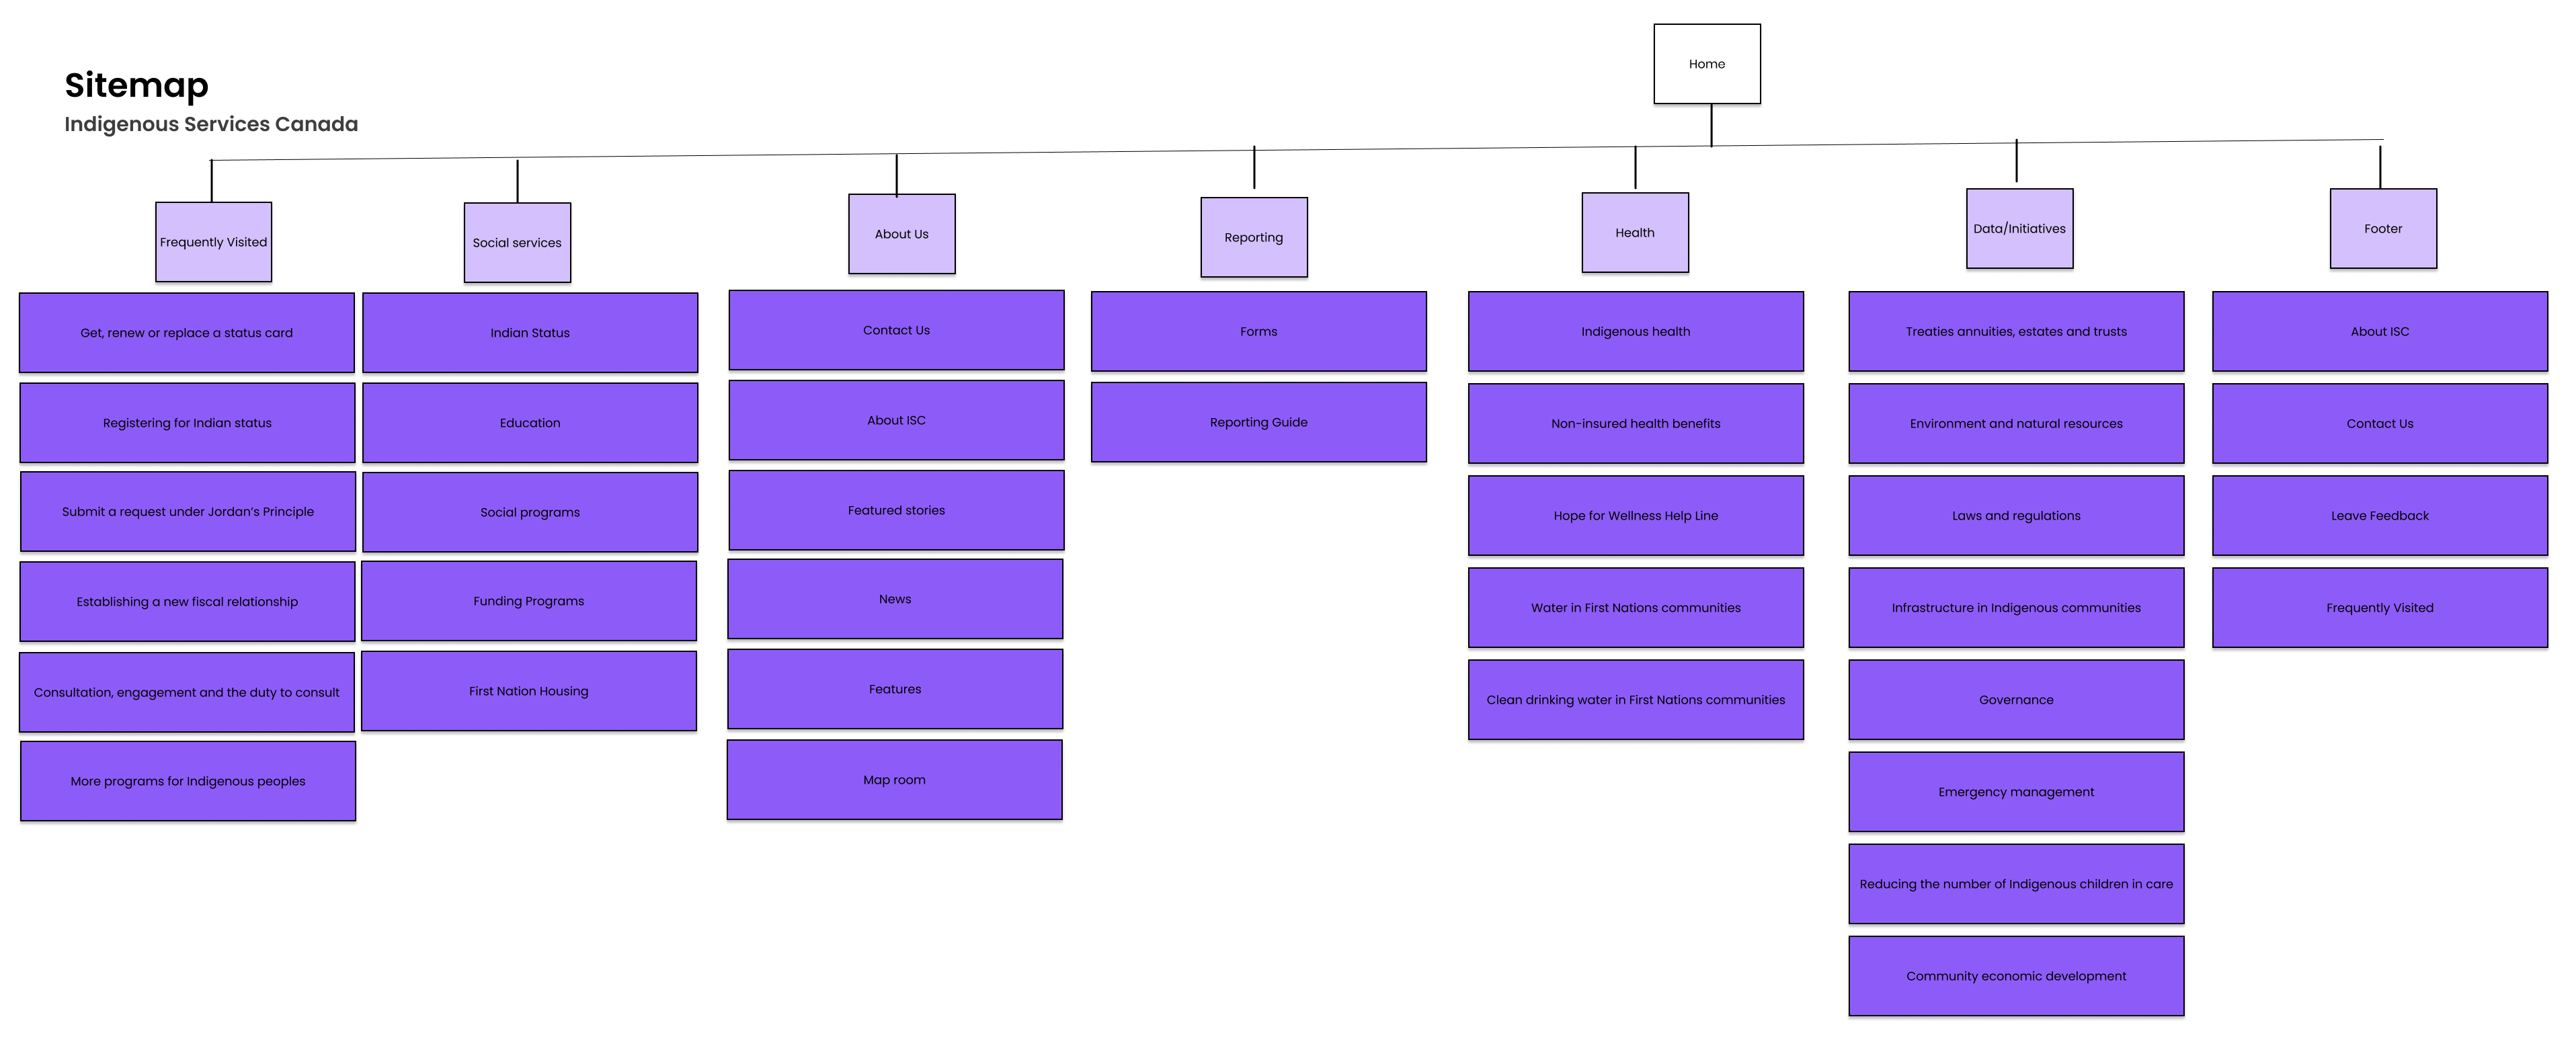 Home
Sitemap
Indigenous Services Canada
Frequently Visited
Get, renew or replace a status card
Registering for Indian status
Submit a request under Jordan's Principle
Establishing a new fiscal relationship
Consultation, engagement and the duty to consult
More programs for Indigenous peoples
Social services
Indian Status
Education
Social programs
Funding Programs
First Nation Housing
About Us
Contact Us
About ISC
Featured stories
News
Features
Map room
Reporting
Forms
Reporting Guide
Health
Indigenous health
Non-insured health benefits
Hope for Wellness Help Line
Water in First Nations communities
Clean drinking water in First Nations communities
Data/Initiatives
Treaties annuities, estates and trusts
Environment and natural resources
Laws and regulations
Infrastructure in Indigenous communities
Governance
Emergency management
Reducing the number of Indigenous children in care
Community economic development
Footer
About ISC
Contact Us
Leave Feedback
Frequently Visited